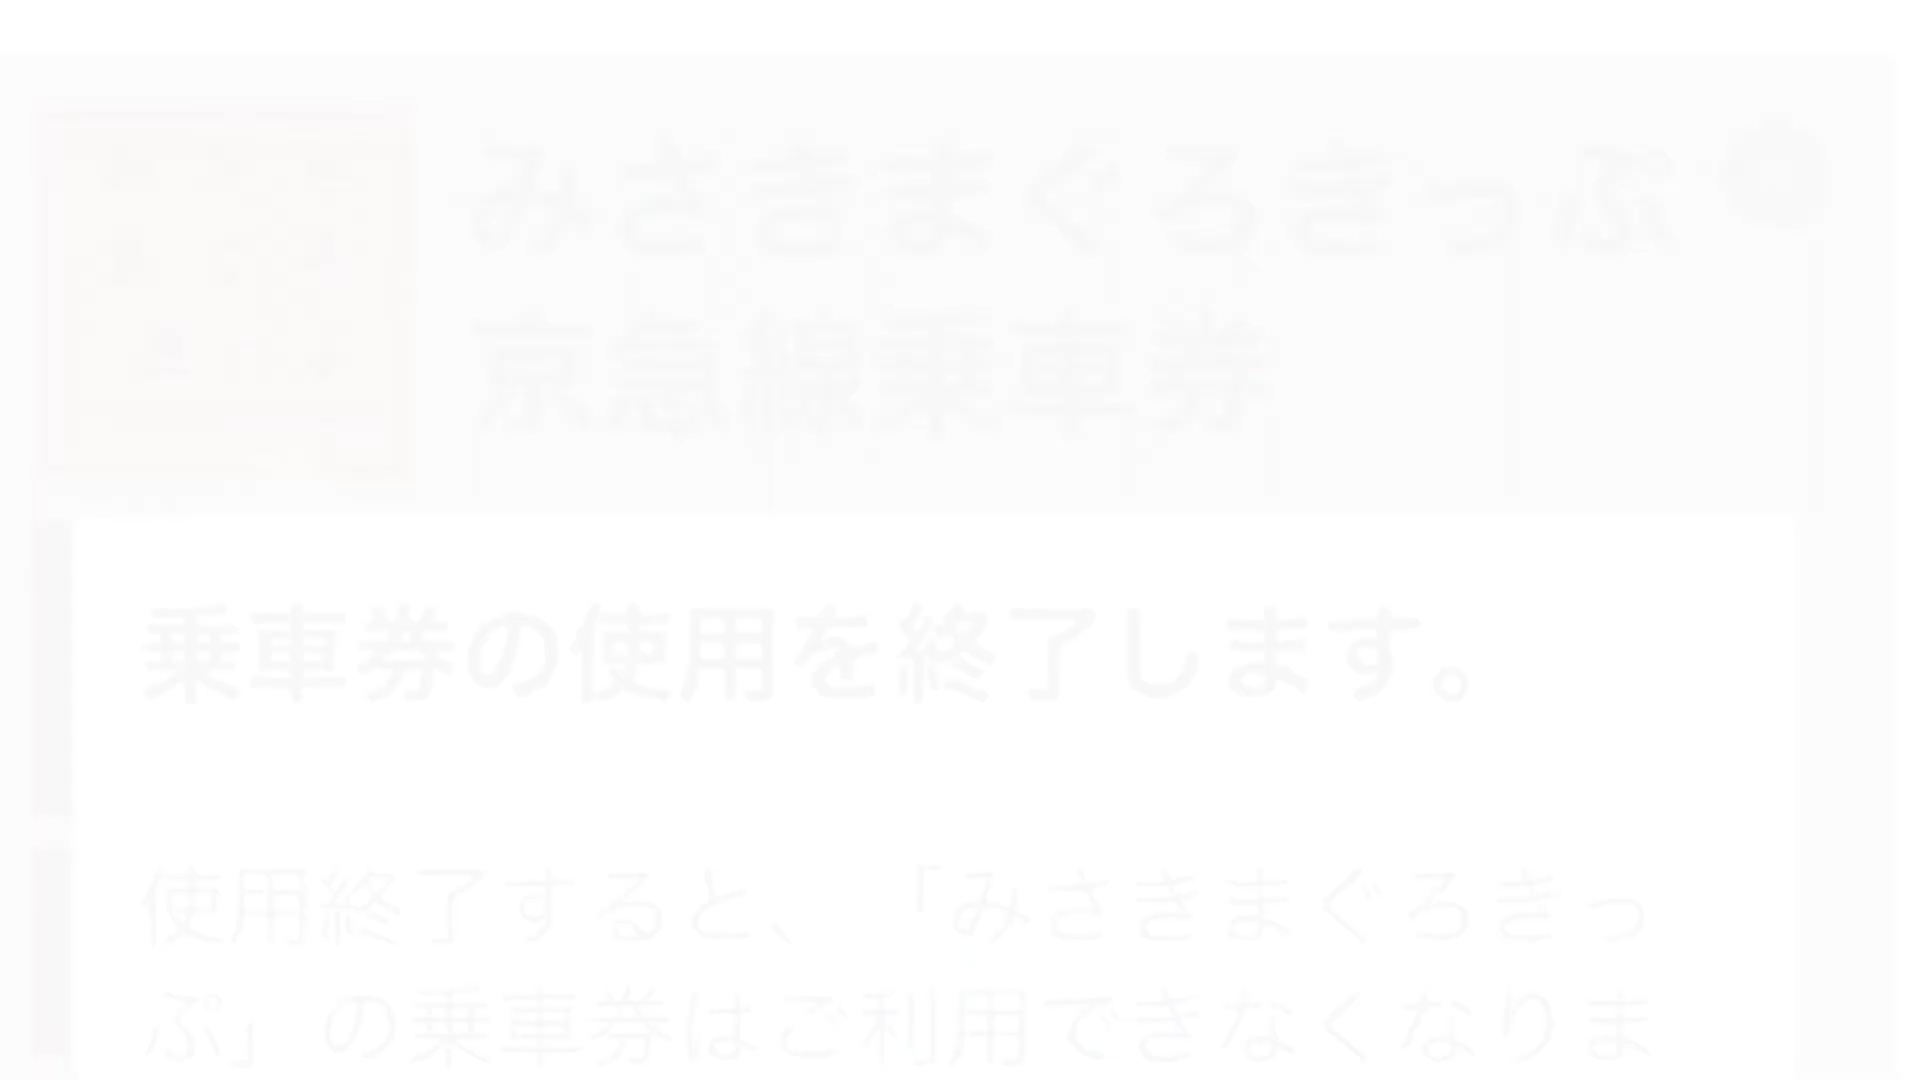 みさきまぐろきっぷ
京急線乗車券
乗車券の使用を終了します。
使用終了すると、「みさきまぐろきっ
ぷ」の乗車券はご利用できなくなりま